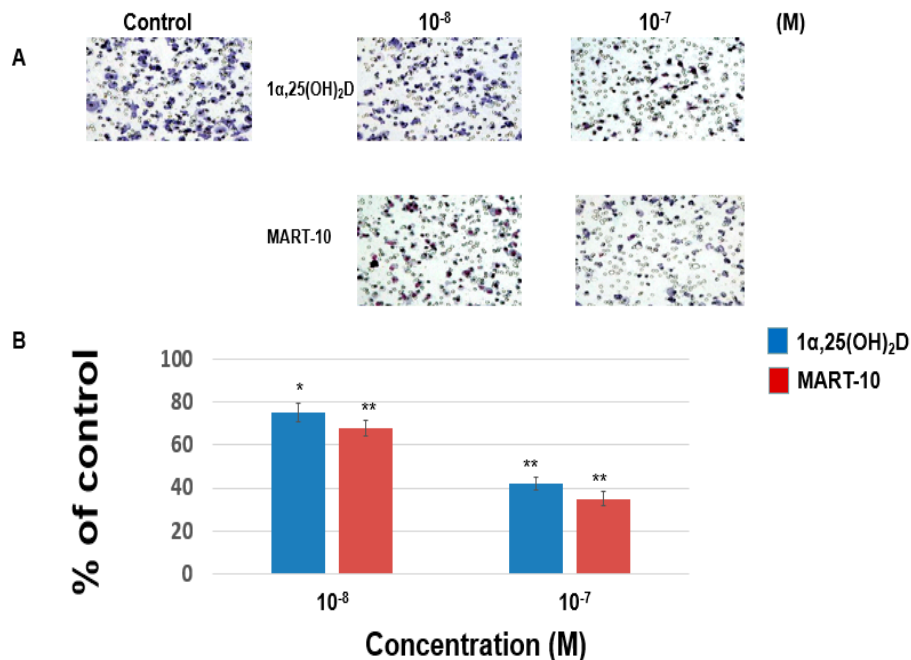 Control 10⁻⁸ 10⁻⁷ (M)
A
1α,25(OH)₂D
MART-10
B
% of control
100
80
60
40
20
0
* ** ** **
10⁻⁸ 10⁻⁷
Concentration (M)
1α,25(OH)₂D
MART-10